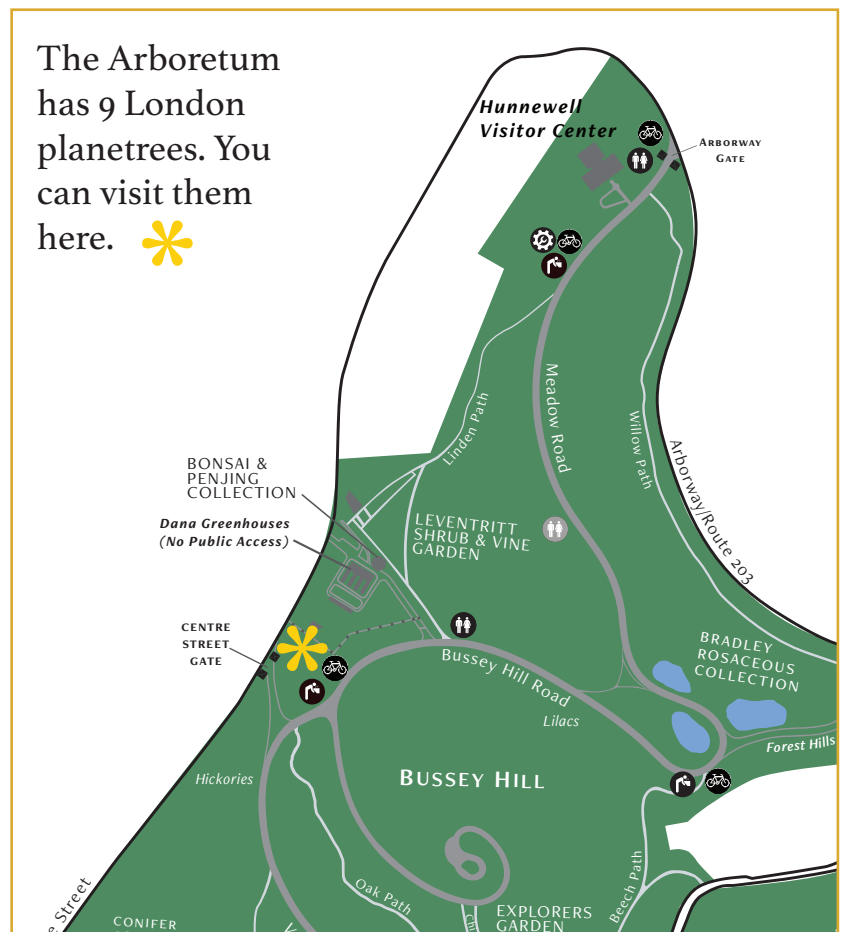 The Arboretum
has 9 London
planetrees. You
can visit them
here.
Hunnewell
Visitor Center
Arborway
Gate
Meadow Road
Linden Path
Willow Path
Arborway/Route 203
BONSAI &
PENJING
COLLECTION
Dana Greenhouses
(No Public Access)
LEVENTRITT
SHRUB & VINE
GARDEN
CENTRE
STREET
GATE
Bussey Hill Road
BRADLEY
ROSACEOUS
COLLECTION
Lilacs
Forest Hills
Hickories
Bussey Hill
Oak Path
Beech Path
EXPLORERS
GARDEN
Street
CONIFER